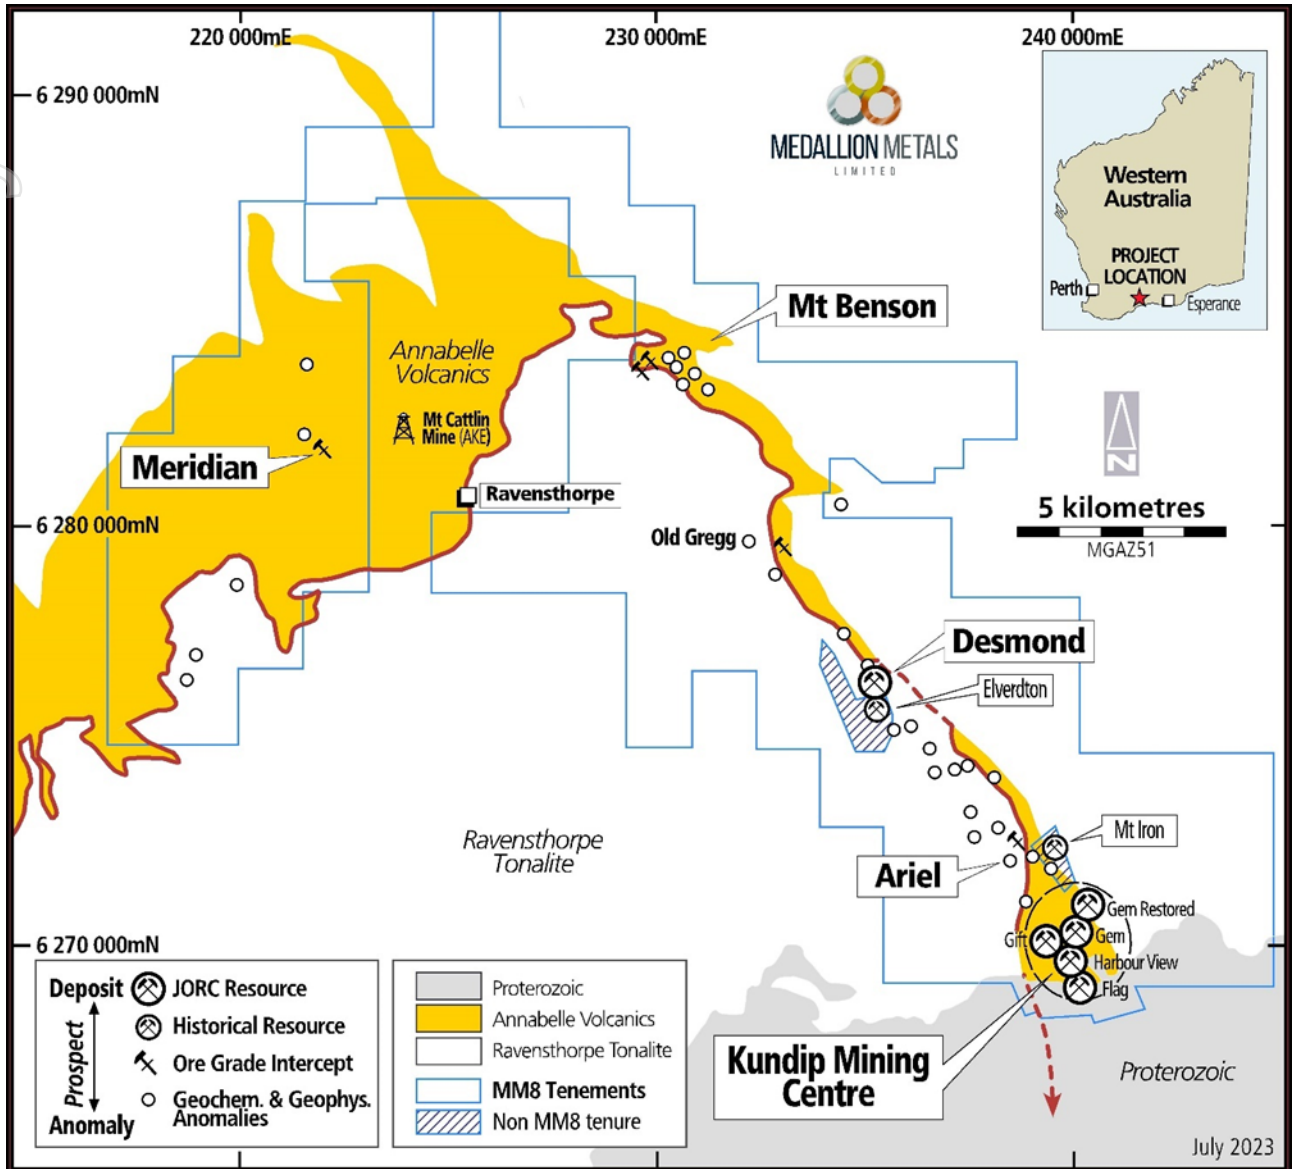 220 000mE
230 000mE
240 000mE
6 290 000mN
MEDALLION METALS
LIMITED
Western
Australia
PROJECT
LOCATION
Perth
Esperance
Mt Benson
Annabelle
Volcanics
Mt Cattlin
Mine (AKE)
Meridian
Ravensthorpe
N
5 kilometres
MGAZ51
6 280 000mN
Old Gregg
Desmond
Elverdton
Ravensthorpe
Tonalite
Mt Iron
Ariel
Gem Restored
Gift
Gem
Harbour View
Flag
6 270 000mN
Kundip Mining
Centre
Proterozoic
Deposit
JORC Resource
Historical Resource
Prospect
Ore Grade Intercept
Geochem. & Geophys.
Anomalies
Anomaly
Proterozoic
Annabelle Volcanics
Ravensthorpe Tonalite
MM8 Tenements
Non MM8 tenure
July 2023